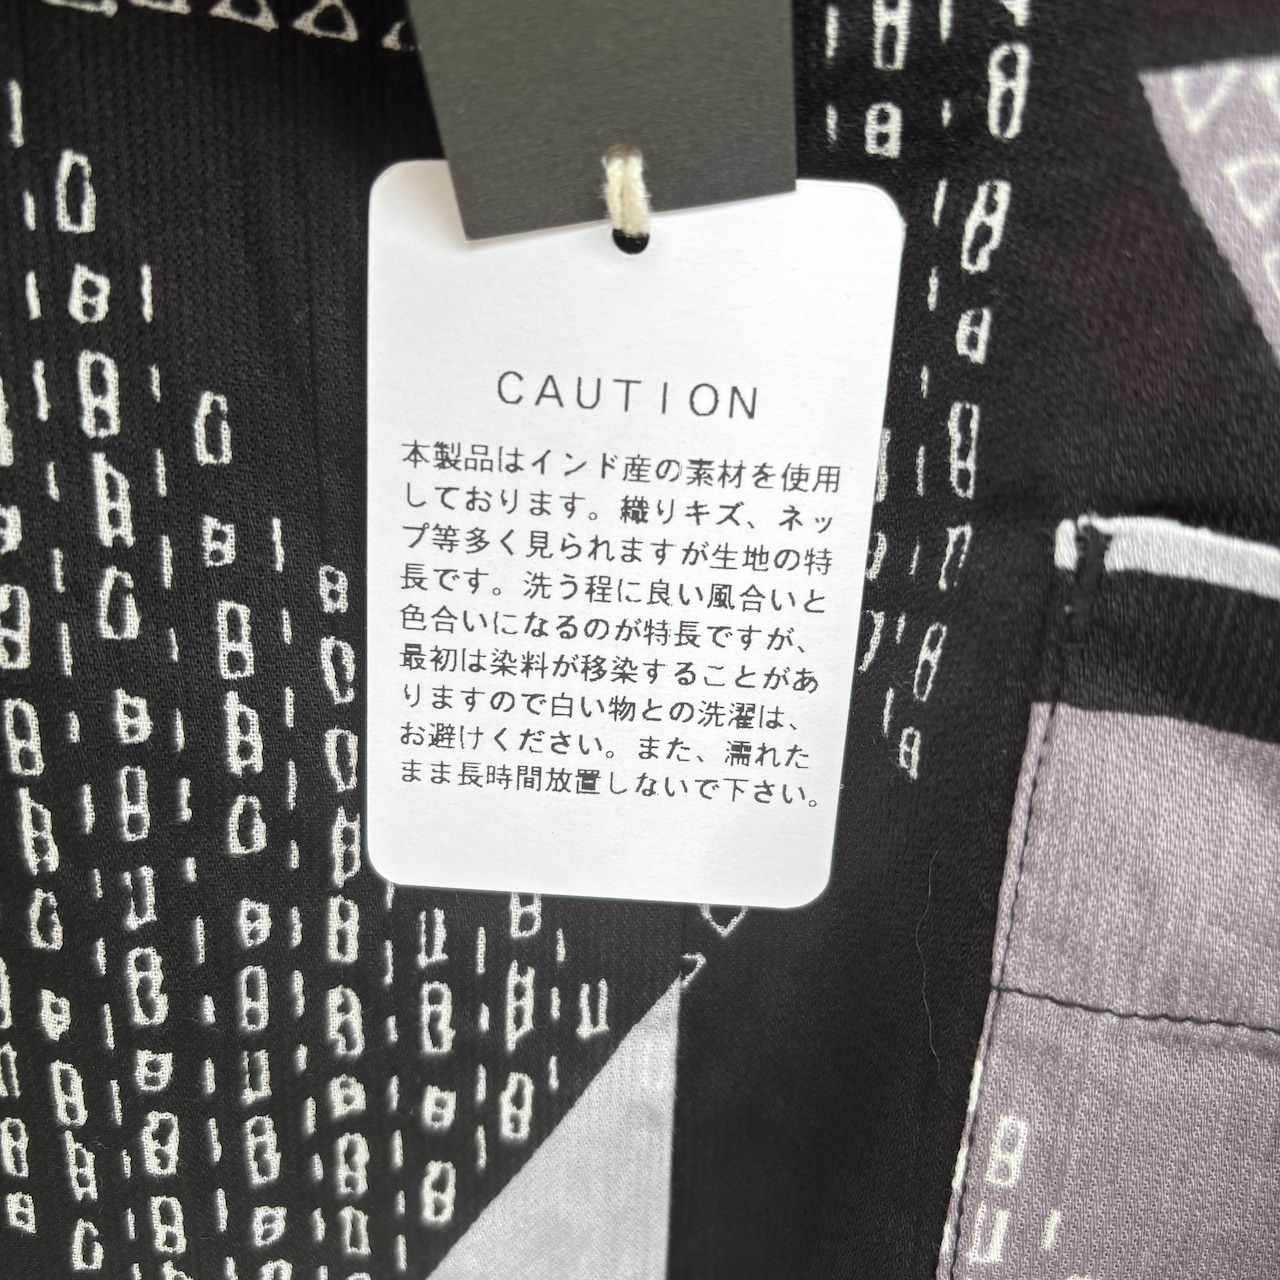 CAUTION
本製品はインド産の素材を使用
しております。織りキズ、ネッ
プ等多く見られますが生地の特
長です。洗う程に良い風合いと
色合いになるのが特長ですが、
最初は染料が移染することがあ
りますので白い物との洗濯は、
お避けください。また、濡れた
まま長時間放置しないで下さい。